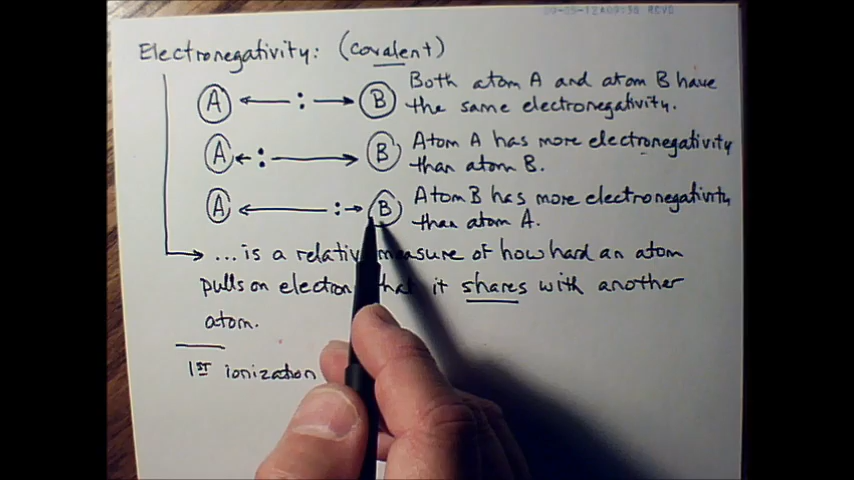 Electronegativity: (covalent)
A : B Both atom A and atom B have
the same electronegativity.
A : B Atom A has more electronegativity
than atom B.
A : B Atom B has more electronegativity
than atom A.
... is a relative measure of how hard an atom
pulls on electron that it shares with another
atom.
1ST ionization